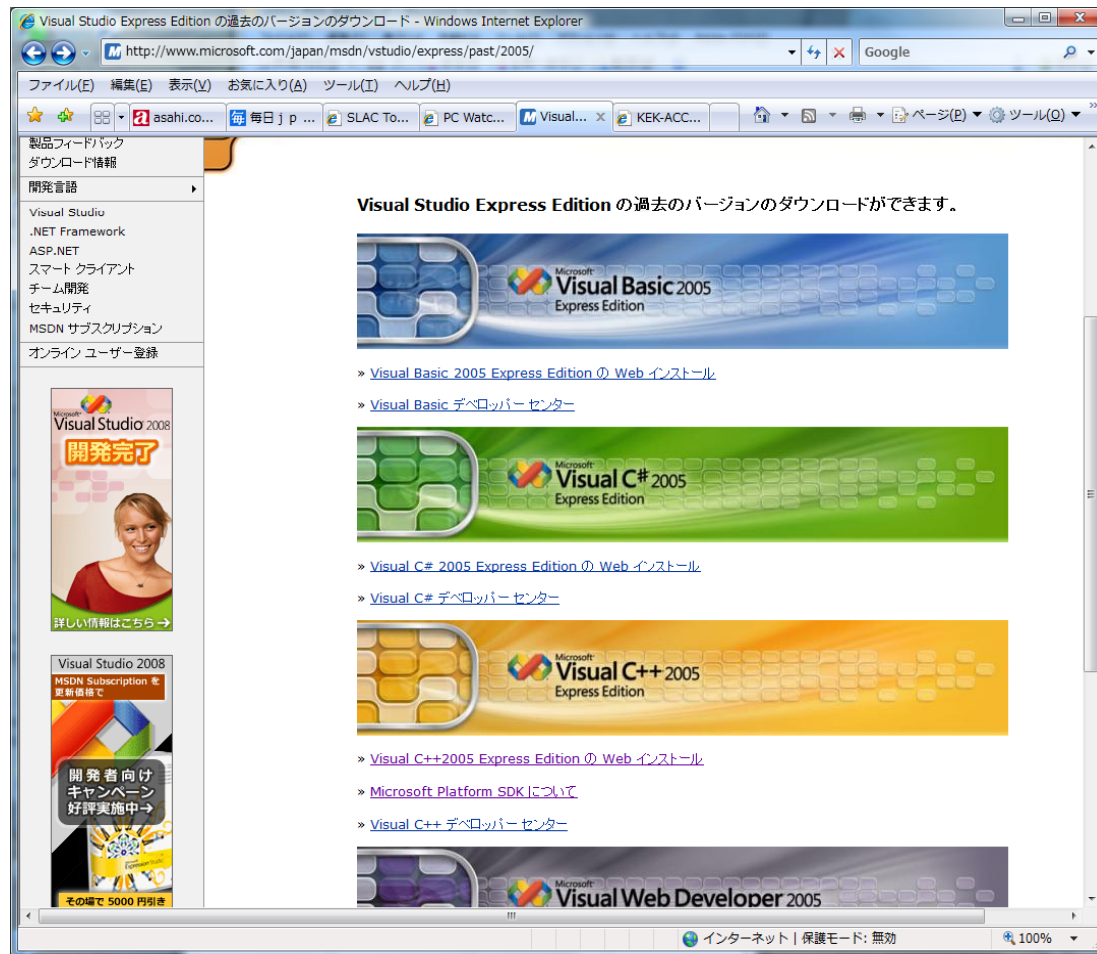 Visual Studio Express Edition の過去のバージョンのダウンロード - Windows Internet Explorer
http://www.microsoft.com/japan/msdn/vstudio/express/past/2005/
Google
ファイル(F) 編集(E) 表示(V) お気に入り(A) ツール(T) ヘルプ(H)
asahi.co... 毎日ｊｐ ... SLAC To... PC Watc... Visual... KEK-ACC... ページ(P) ツール(O)
製品フィードバック
ダウンロード情報
開発言語
Visual Studio
.NET Framework
ASP.NET
スマート クライアント
チーム開発
セキュリティ
MSDN サブスクリプション
オンライン ユーザー登録
Microsoft
Visual Studio 2008
開発完了
詳しい情報はこちら→
Visual Studio 2008
MSDN Subscription を
更新価格で
開発者向け
キャンペーン
好評実施中→
Expression Studio
その場で 5000 円引き
Visual Studio Express Edition の過去のバージョンのダウンロードができます。
Microsoft
Visual Basic 2005
Express Edition
» Visual Basic 2005 Express Edition の Web インストール
» Visual Basic デベロッパー センター
Microsoft
Visual C# 2005
Express Edition
» Visual C# 2005 Express Edition の Web インストール
» Visual C# デベロッパー センター
Microsoft
Visual C++ 2005
Express Edition
» Visual C++2005 Express Edition の Web インストール
» Microsoft Platform SDK について
» Visual C++ デベロッパー センター
Microsoft
Visual Web Developer 2005
インターネット | 保護モード: 無効
100%